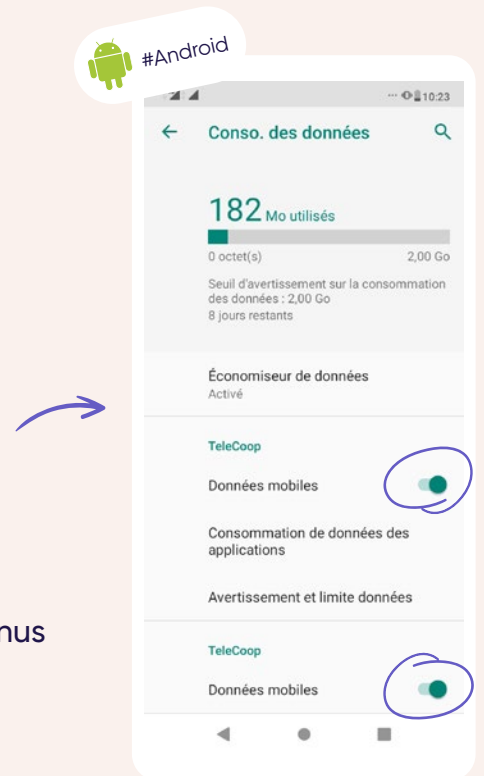 #Android
10:23
Conso. des données
182 Mo utilisés
0 octet(s) 2,00 Go
Seuil d'avertissement sur la consommation
des données : 2,00 Go
8 jours restants
Économiseur de données
Activé
TeleCoop
Données mobiles
Consommation de données des
applications
Avertissement et limite données
nus
TeleCoop
Données mobiles